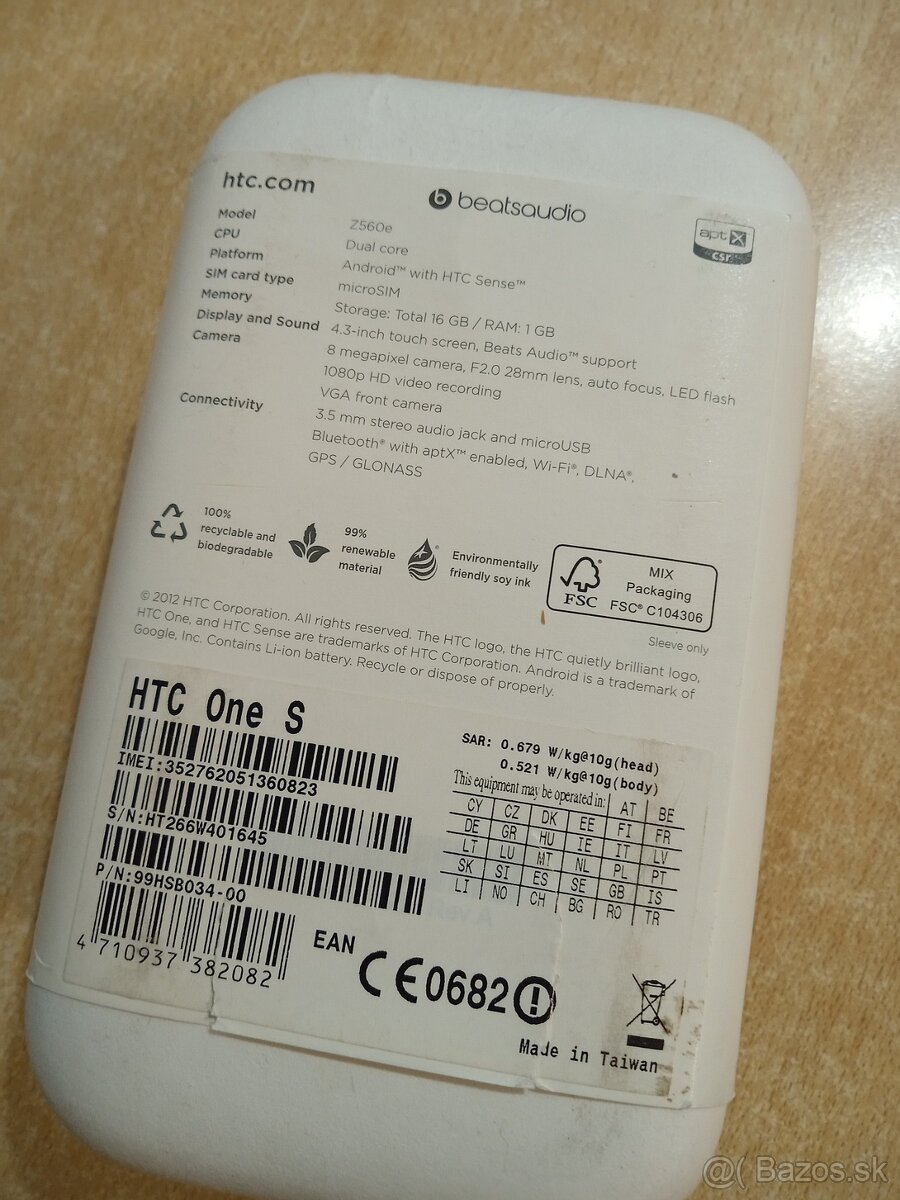 htc.com
beatsaudio
aptX
csr
Model Z560e
CPU Dual core
Platform Android™ with HTC Sense™
SIM card type microSIM
Memory Storage: Total 16 GB / RAM: 1 GB
Display and Sound 4.3-inch touch screen, Beats Audio™ support
Camera 8 megapixel camera, F2.0 28mm lens, auto focus, LED flash
1080p HD video recording
VGA front camera
Connectivity 3.5 mm stereo audio jack and microUSB
Bluetooth® with aptX™ enabled, Wi-Fi®, DLNA®,
GPS / GLONASS
100%
recyclable and
biodegradable
99%
renewable
material
Environmentally
friendly soy ink
FSC
MIX
Packaging
FSC® C104306
Sleeve only
© 2012 HTC Corporation. All rights reserved. The HTC logo, the HTC quietly brilliant logo,
HTC One, and HTC Sense are trademarks of HTC Corporation. Android is a trademark of
Google, Inc. Contains Li-ion battery. Recycle or dispose of properly.
HTC One S
IMEI:352762051360823
S/N:HT266W401645
P/N:99HSB034-00
4 710937 382082
EAN
SAR: 0.679 W/kg@10g(head)
0.521 W/kg@10g(body)
This equipment may be operated in: AT BE
CY CZ DK EE FI FR
DE GR HU IE IT LV
LT LU MT NL PL PT
SK SI ES SE GB IS
LI NO CH BG RO TR
CE0682
Made in Taiwan
@( Bazos.sk